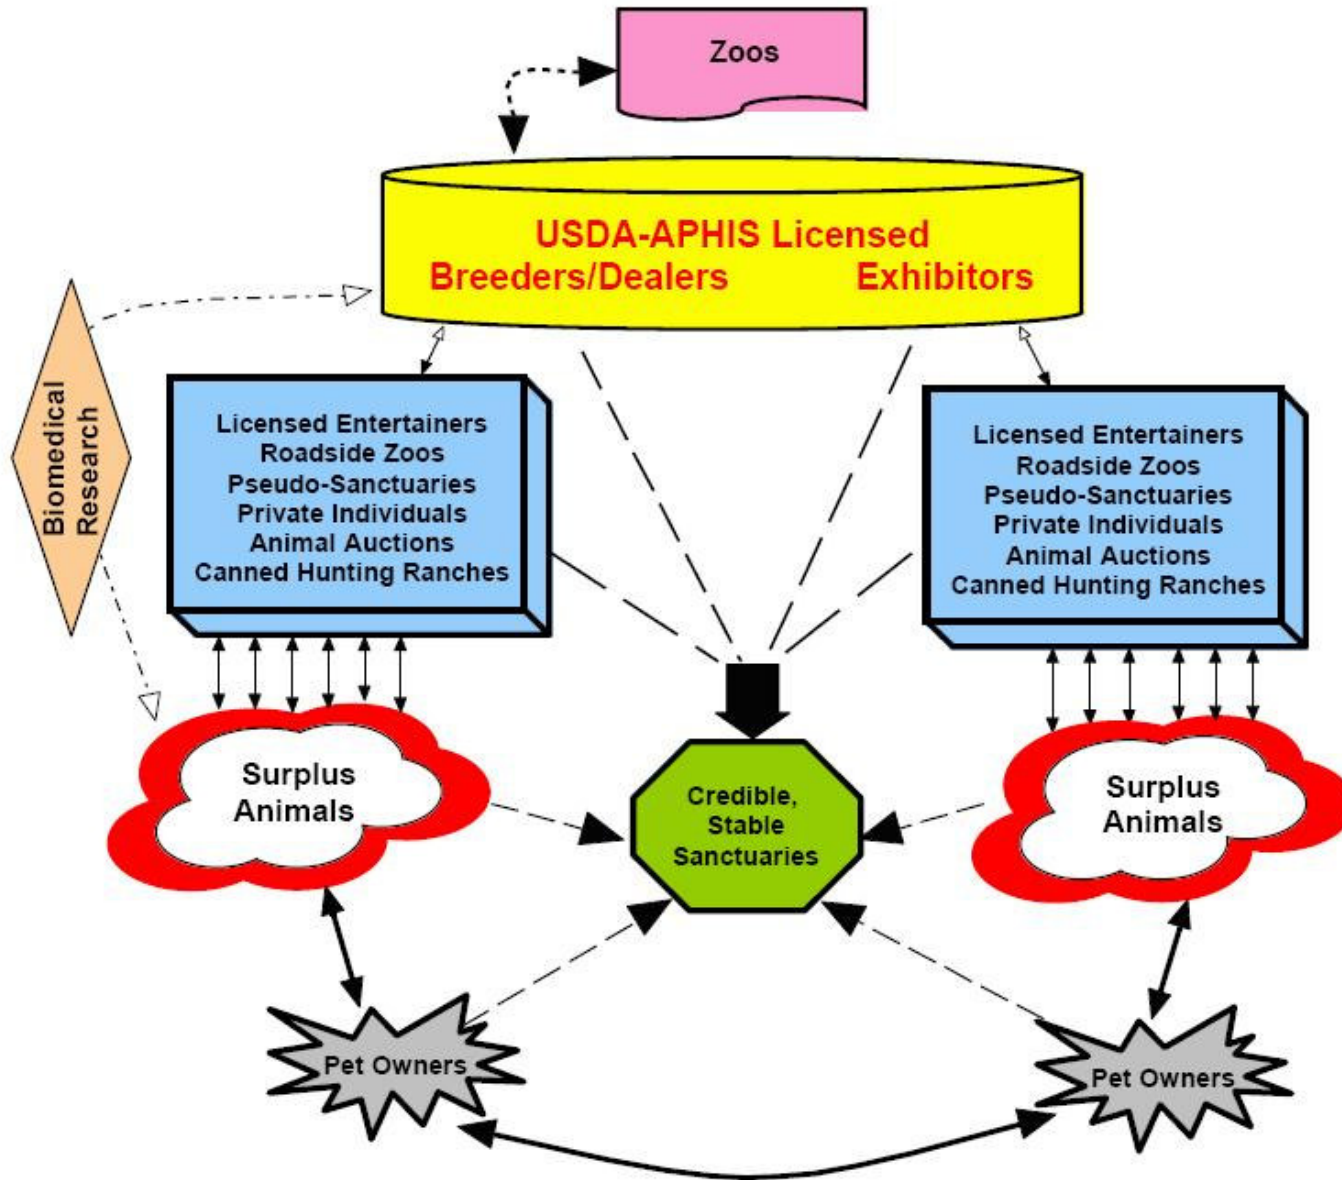 Zoos
USDA-APHIS Licensed
Breeders/Dealers Exhibitors
Biomedical
Research
Licensed Entertainers
Roadside Zoos
Pseudo-Sanctuaries
Private Individuals
Animal Auctions
Canned Hunting Ranches
Licensed Entertainers
Roadside Zoos
Pseudo-Sanctuaries
Private Individuals
Animal Auctions
Canned Hunting Ranches
Surplus
Animals
Credible,
Stable
Sanctuaries
Surplus
Animals
Pet Owners
Pet Owners